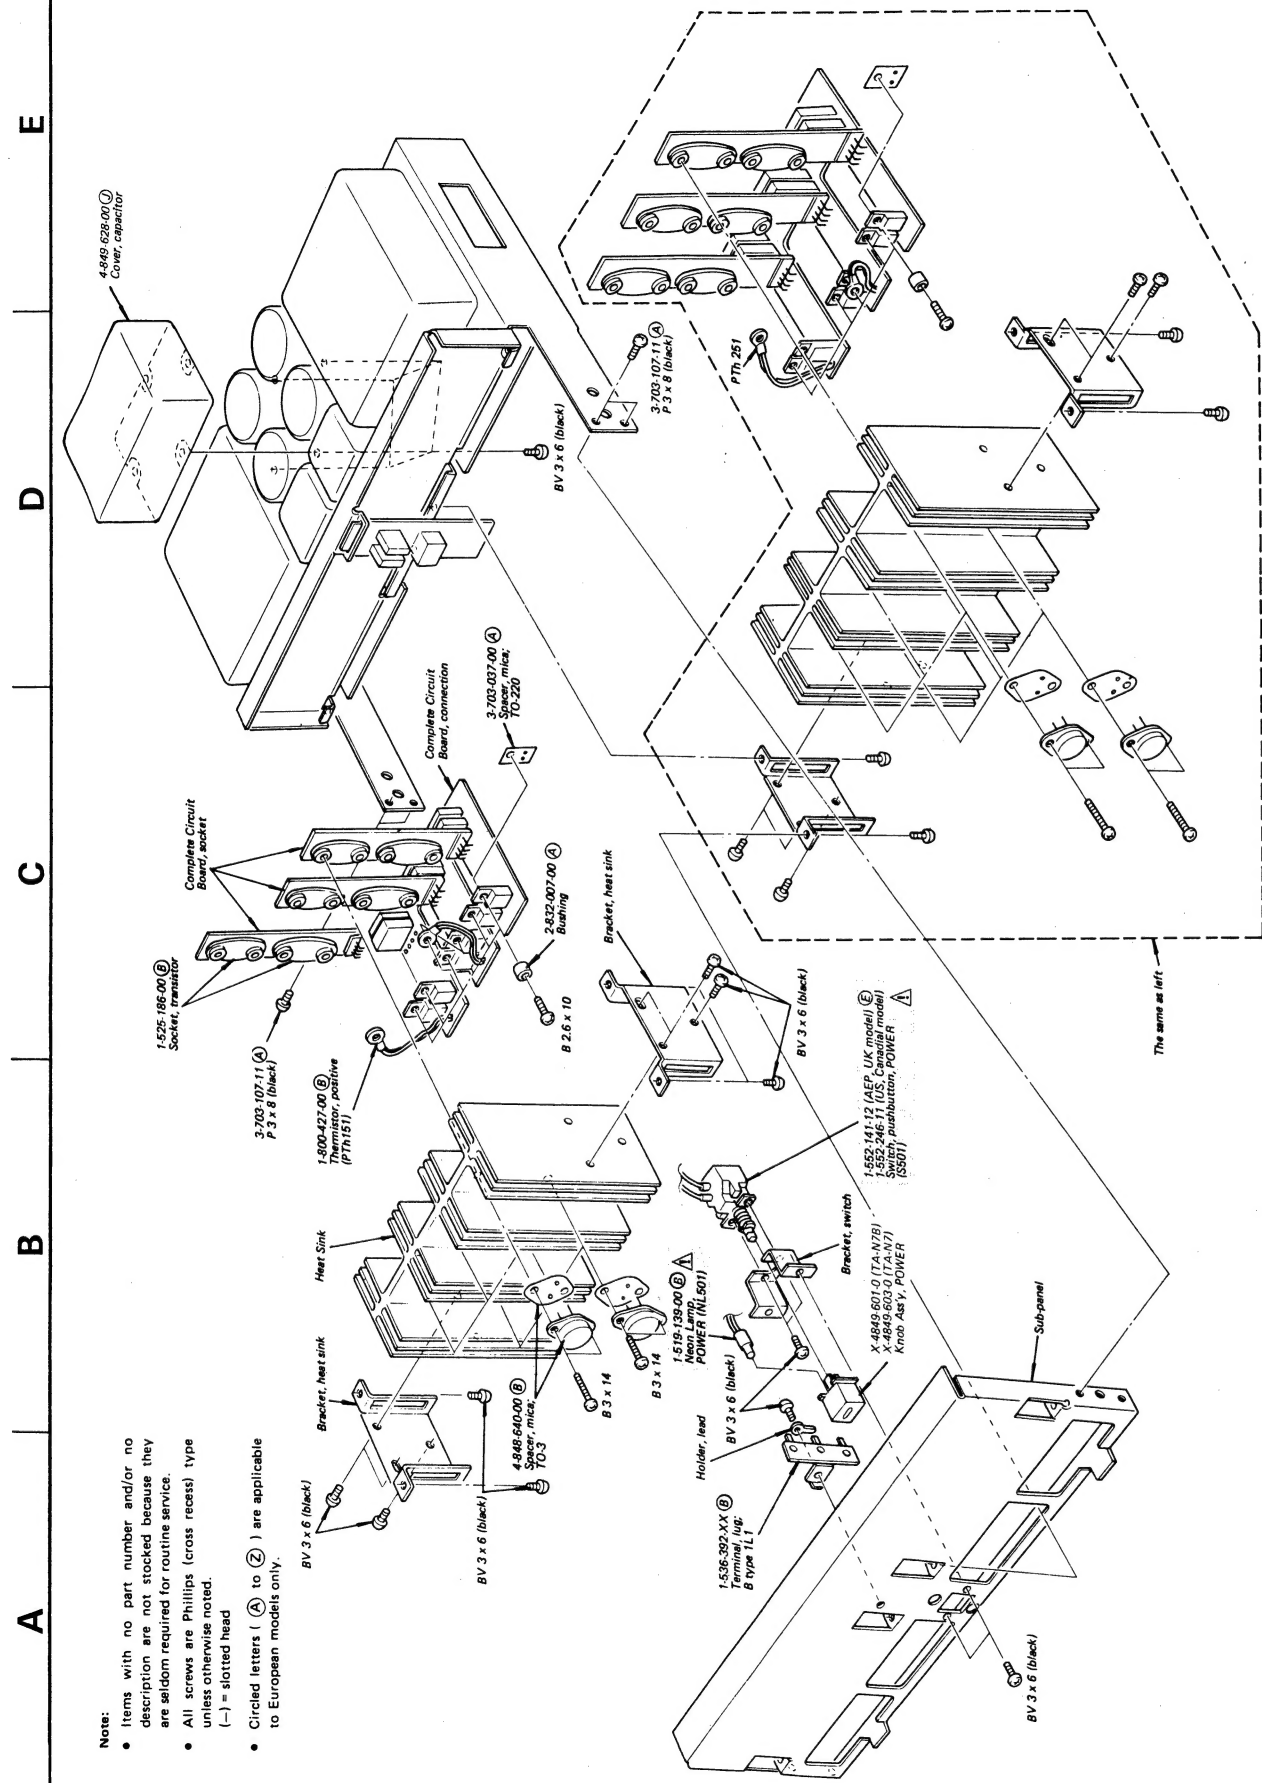 A
B
C
D
E
Note:
• Items with no part number and/or no
description are not stocked because they
are seldom required for routine service.
• All screws are Phillips (cross recess) type
unless otherwise noted.
(−) = slotted head
• Circled letters ( Ⓐ to Ⓩ ) are applicable
to European models only.
4-849-628-00 Ⓙ
Cover, capacitor
BV 3 x 6 (black)
3-703-107-11 Ⓐ
P 3 x 8 (black)
3-703-037-00 Ⓐ
Spacer, mica;
TO-220
Complete Circuit
Board, connection
Complete Circuit
Board, socket
1-525-186-00 Ⓑ
Socket, transistor
3-703-107-11 Ⓐ
P 3 x 8 (black)
1-800-427-00 Ⓑ
Thermistor, positive
(PTh151)
2-832-007-00 Ⓐ
Bushing
B 2.6 x 10
Bracket, heat sink
BV 3 x 6 (black)
Heat Sink
Bracket, heat sink
BV 3 x 6 (black)
BV 3 x 6 (black)
4-848-640-00 Ⓑ
Spacer, mica;
TO-3
B 3 x 14
B 3 x 14
1-519-139-00 Ⓔ ⚠
Neon Lamp,
POWER (NL501)
BV 3 x 6 (black)
Holder, lead
1-536-392-XX Ⓑ
Terminal, lug;
B type 1L1
1-552-141-12 (AEP, UK model) Ⓔ
1-552-246-11 (US, Canadial model)
Switch, pushbutton, POWER
(S501)
⚠
Bracket, switch
X-4849-601-0 (TA-N7B)
X-4849-603-0 (TA-N7)
Knob Ass'y, POWER
Sub-panel
BV 3 x 6 (black)
PTh 251
The same as left